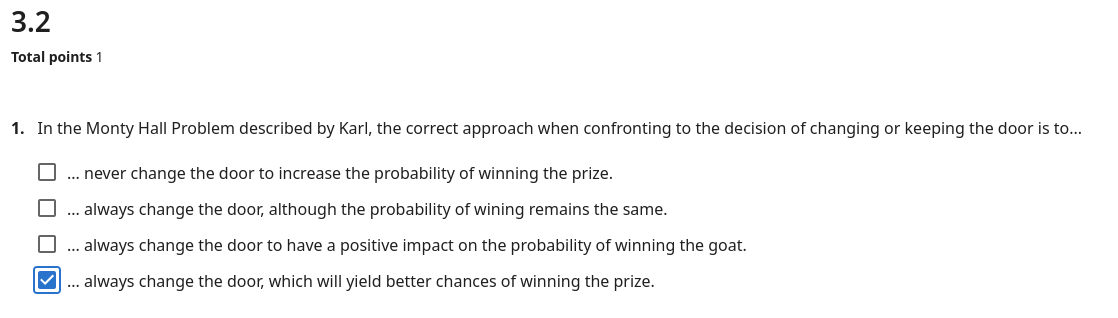 3.2
Total points 1
1. In the Monty Hall Problem described by Karl, the correct approach when confronting to the decision of changing or keeping the door is to...
... never change the door to increase the probability of winning the prize.
... always change the door, although the probability of wining remains the same.
... always change the door to have a positive impact on the probability of winning the goat.
... always change the door, which will yield better chances of winning the prize.